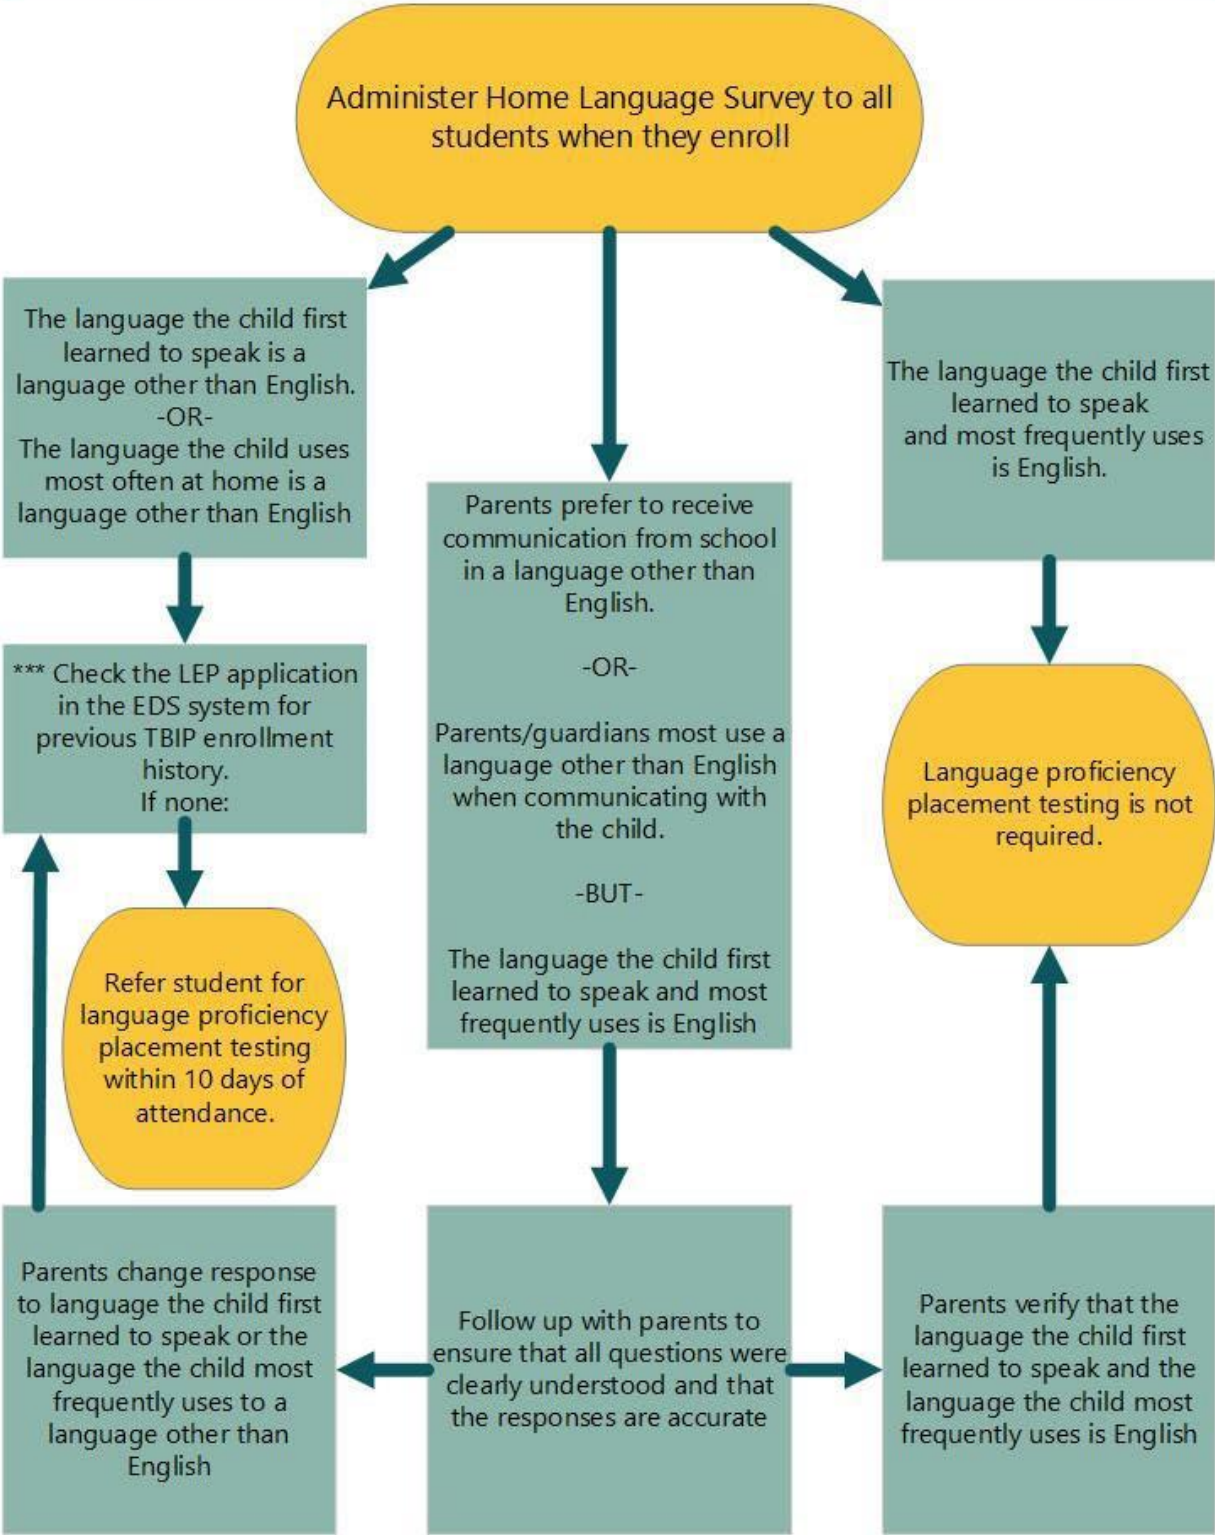 Administer Home Language Survey to all
students when they enroll
The language the child first
learned to speak is a
language other than English.
-OR-
The language the child uses
most often at home is a
language other than English
*** Check the LEP application
in the EDS system for
previous TBIP enrollment
history.
If none:
Refer student for
language proficiency
placement testing
within 10 days of
attendance.
Parents prefer to receive
communication from school
in a language other than
English.
-OR-
Parents/guardians most use a
language other than English
when communicating with
the child.
-BUT-
The language the child first
learned to speak and most
frequently uses is English
The language the child first
learned to speak
and most frequently uses
is English.
Language proficiency
placement testing is not
required.
Parents change response
to language the child first
learned to speak or the
language the child most
frequently uses to a
language other than
English
Follow up with parents to
ensure that all questions were
clearly understood and that
the responses are accurate
Parents verify that the
language the child first
learned to speak and the
language the child most
frequently uses is English